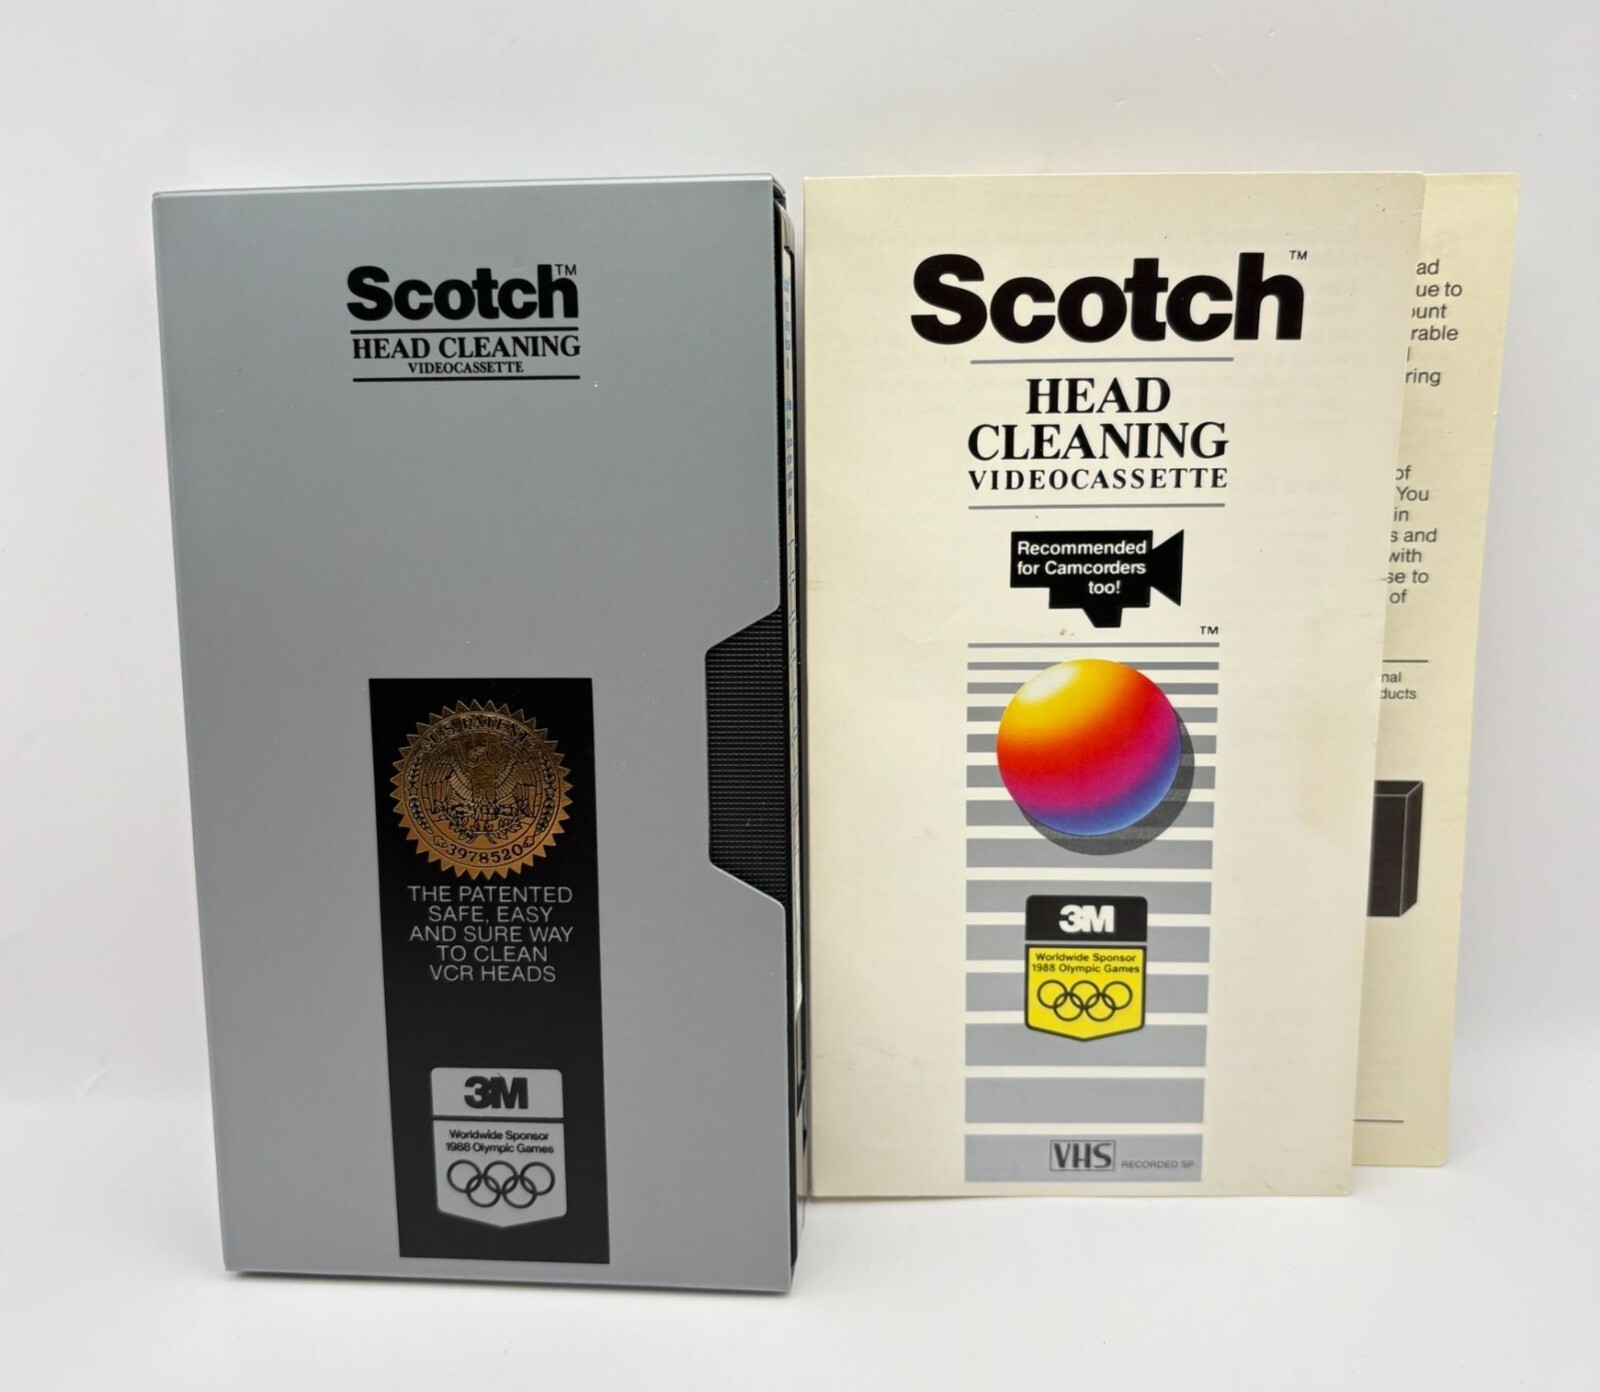 Scotch™
HEAD CLEANING
VIDEOCASSETTE
U.S. PATENT
3978520
THE PATENTED
SAFE, EASY
AND SURE WAY
TO CLEAN
VCR HEADS
3M
Worldwide Sponsor
1988 Olympic Games
Scotch™
HEAD
CLEANING
VIDEOCASSETTE
Recommended
for Camcorders
too!
TM
3M
Worldwide Sponsor
1988 Olympic Games
VHS RECORDED SP
ad
ue to
ount
rable
ring
of
You
in
s and
with
se to
of
nal
ducts